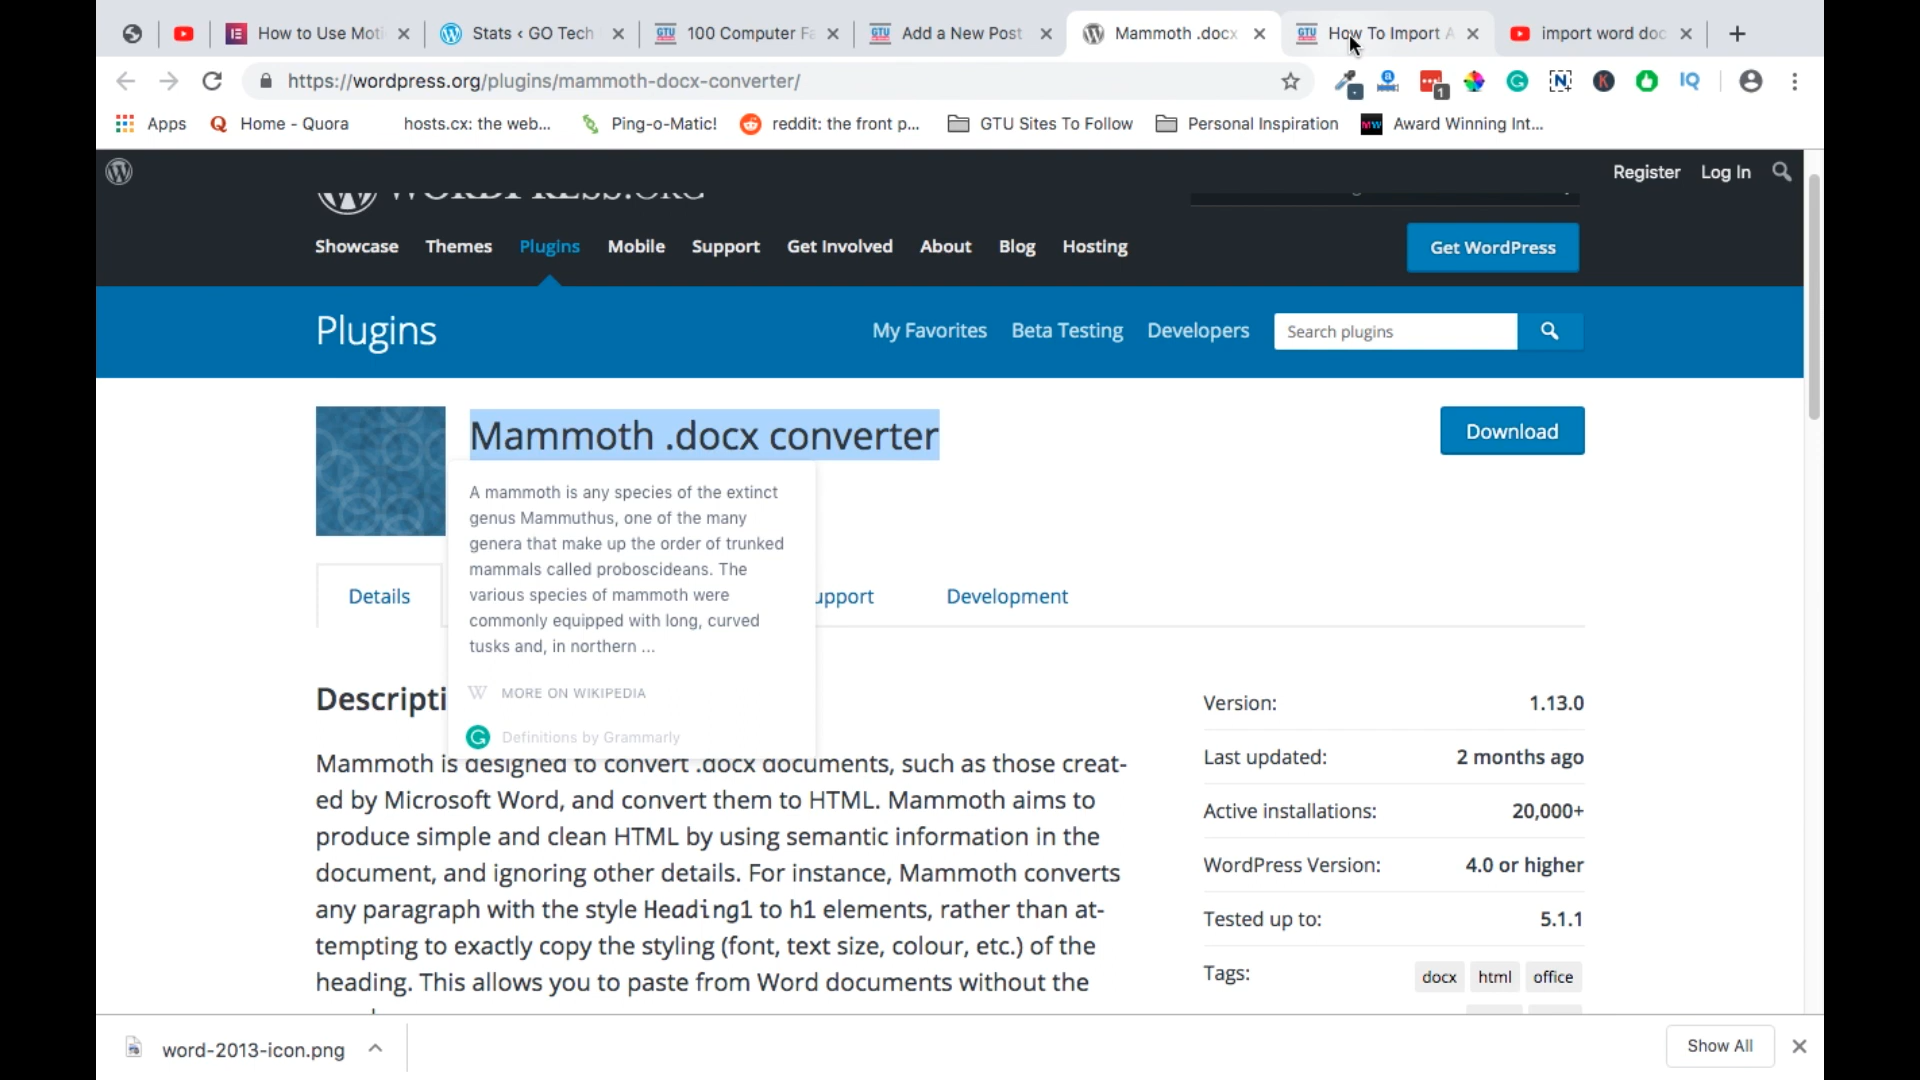 How to Use Moti
Stats ‹ GO Tech
GTU 100 Computer Fa
GTU Add a New Post
Mammoth .docx
GTU How To Import A
import word doc
https://wordpress.org/plugins/mammoth-docx-converter/
1
Apps
Home - Quora
hosts.cx: the web...
Ping-o-Matic!
reddit: the front p...
GTU Sites To Follow
Personal Inspiration
Award Winning Int...
Register
Log In
WORDPRESS.ORG
Showcase
Themes
Plugins
Mobile
Support
Get Involved
About
Blog
Hosting
Get WordPress
Plugins
My Favorites
Beta Testing
Developers
Search plugins
Mammoth .docx converter
Download
A mammoth is any species of the extinct
genus Mammuthus, one of the many
genera that make up the order of trunked
mammals called proboscideans. The
various species of mammoth were
commonly equipped with long, curved
tusks and, in northern ...
W MORE ON WIKIPEDIA
G Definitions by Grammarly
Details
upport
Development
Descripti
Mammoth is designed to convert .docx documents, such as those creat-
ed by Microsoft Word, and convert them to HTML. Mammoth aims to
produce simple and clean HTML by using semantic information in the
document, and ignoring other details. For instance, Mammoth converts
any paragraph with the style Heading1 to h1 elements, rather than at-
tempting to exactly copy the styling (font, text size, colour, etc.) of the
heading. This allows you to paste from Word documents without the
Version: 1.13.0
Last updated: 2 months ago
Active installations: 20,000+
WordPress Version: 4.0 or higher
Tested up to: 5.1.1
Tags: docx html office
word-2013-icon.png
Show All